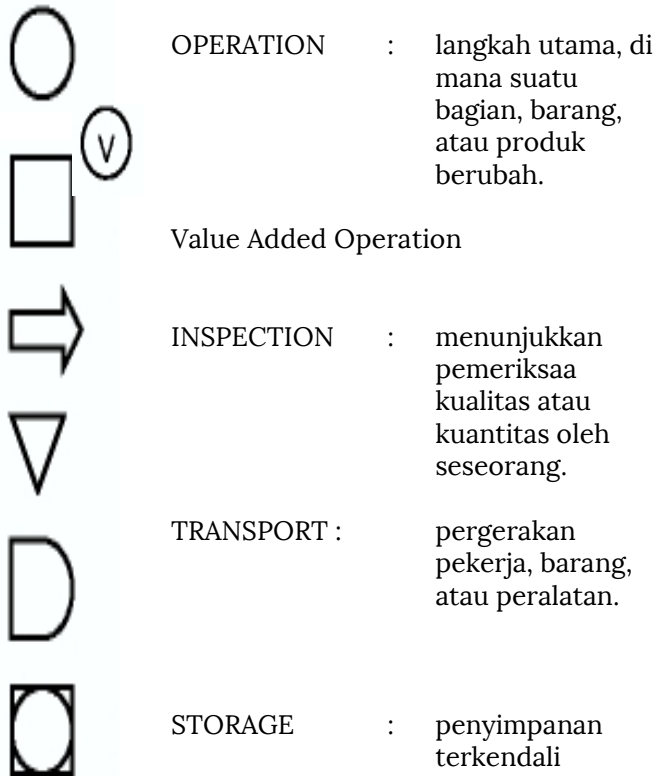 OPERATION : langkah utama, di
mana suatu
bagian, barang,
atau produk
berubah.
V
Value Added Operation
INSPECTION : menunjukkan
pemeriksaa
kualitas atau
kuantitas oleh
seseorang.
TRANSPORT : pergerakan
pekerja, barang,
atau peralatan.
STORAGE : penyimpanan
terkendali